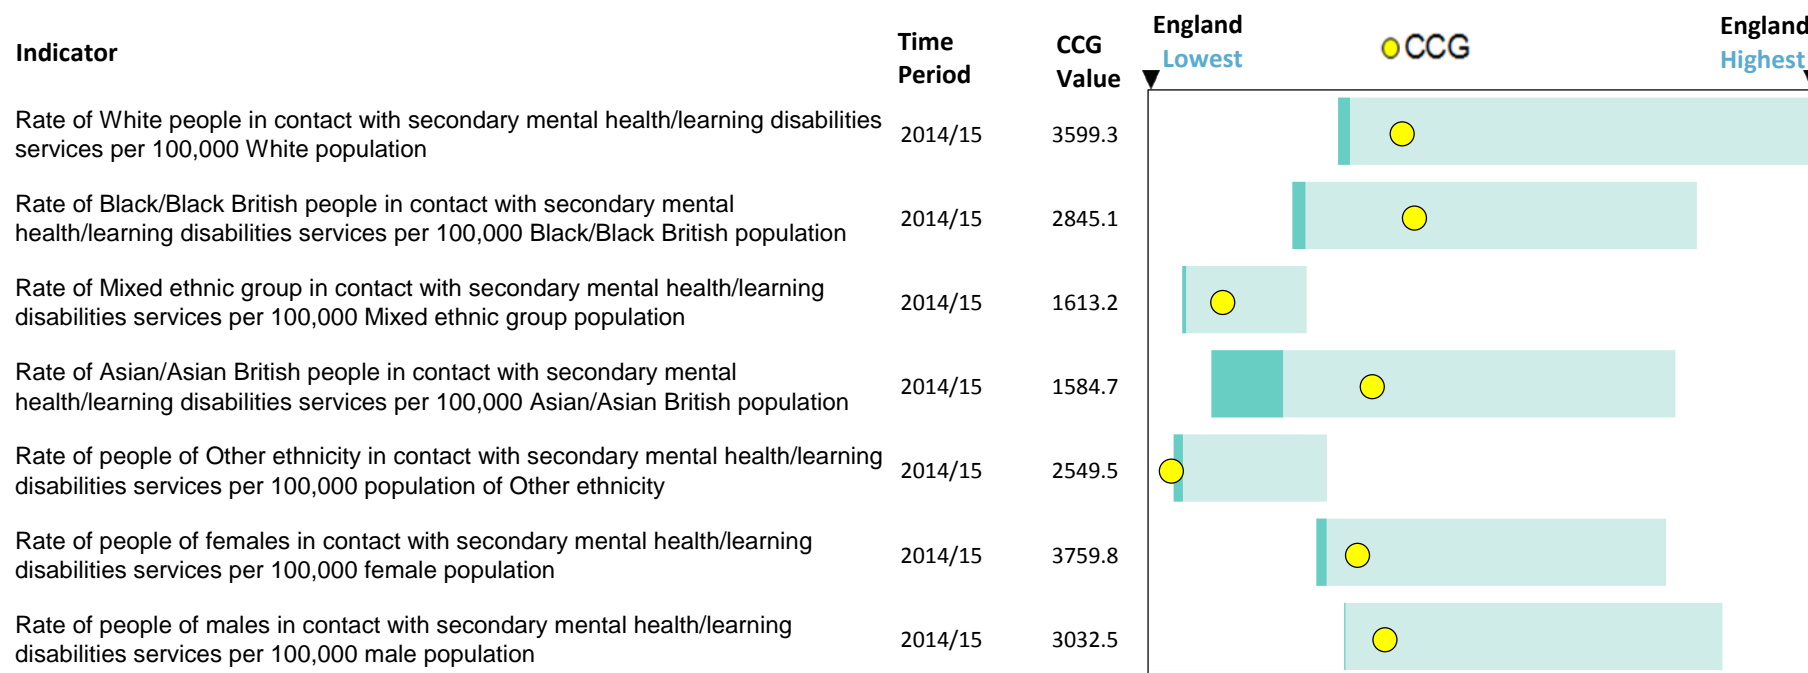 Indicator
Time
Period
CCG
Value
England
Lowest
CCG
England
Highest
Rate of White people in contact with secondary mental health/learning disabilities
services per 100,000 White population
2014/15
3599.3
Rate of Black/Black British people in contact with secondary mental
health/learning disabilities services per 100,000 Black/Black British population
2014/15
2845.1
Rate of Mixed ethnic group in contact with secondary mental health/learning
disabilities services per 100,000 Mixed ethnic group population
2014/15
1613.2
Rate of Asian/Asian British people in contact with secondary mental
health/learning disabilities services per 100,000 Asian/Asian British population
2014/15
1584.7
Rate of people of Other ethnicity in contact with secondary mental health/learning
disabilities services per 100,000 population of Other ethnicity
2014/15
2549.5
Rate of people of females in contact with secondary mental health/learning
disabilities services per 100,000 female population
2014/15
3759.8
Rate of people of males in contact with secondary mental health/learning
disabilities services per 100,000 male population
2014/15
3032.5